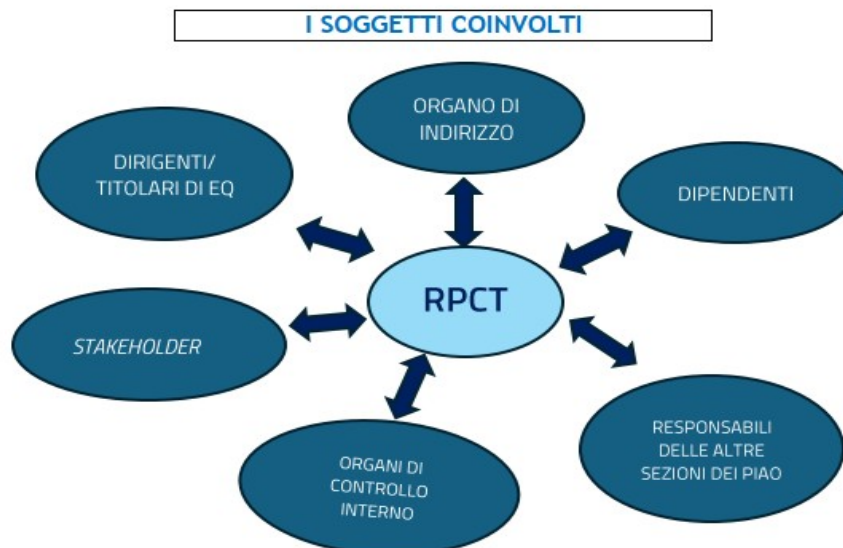 I SOGGETTI COINVOLTI
ORGANO DI
INDIRIZZO
DIRIGENTI/
TITOLARI DI EQ
DIPENDENTI
RPCT
STAKEHOLDER
RESPONSABILI
DELLE ALTRE
SEZIONI DEI PIAO
ORGANI DI
CONTROLLO
INTERNO